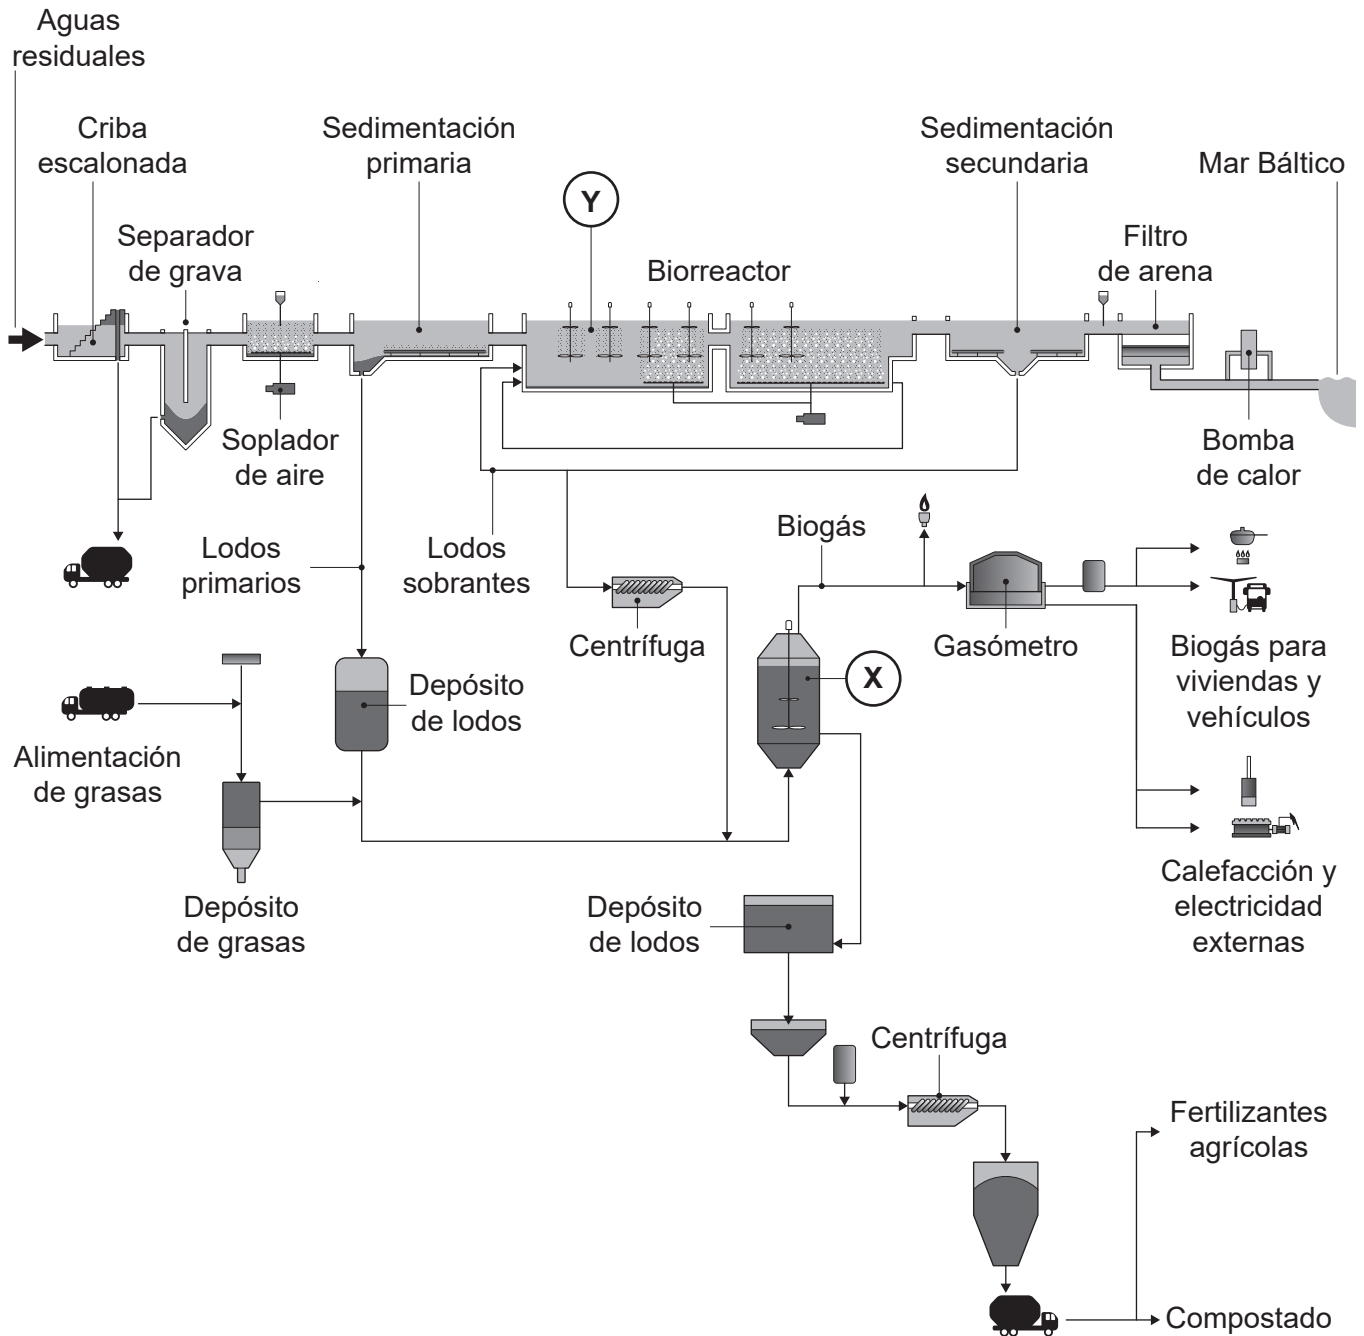 Aguas
residuales
Criba
escalonada
Sedimentación
primaria
Sedimentación
secundaria
Mar Báltico
Y
Separador
de grava
Biorreactor
Filtro
de arena
Soplador
de aire
Bomba
de calor
Lodos
primarios
Lodos
sobrantes
Biogás
Centrífuga
Gasómetro
Biogás para
viviendas y
vehículos
X
Depósito
de lodos
Alimentación
de grasas
Calefacción y
electricidad
externas
Depósito
de grasas
Depósito
de lodos
Centrífuga
Fertilizantes
agrícolas
Compostado